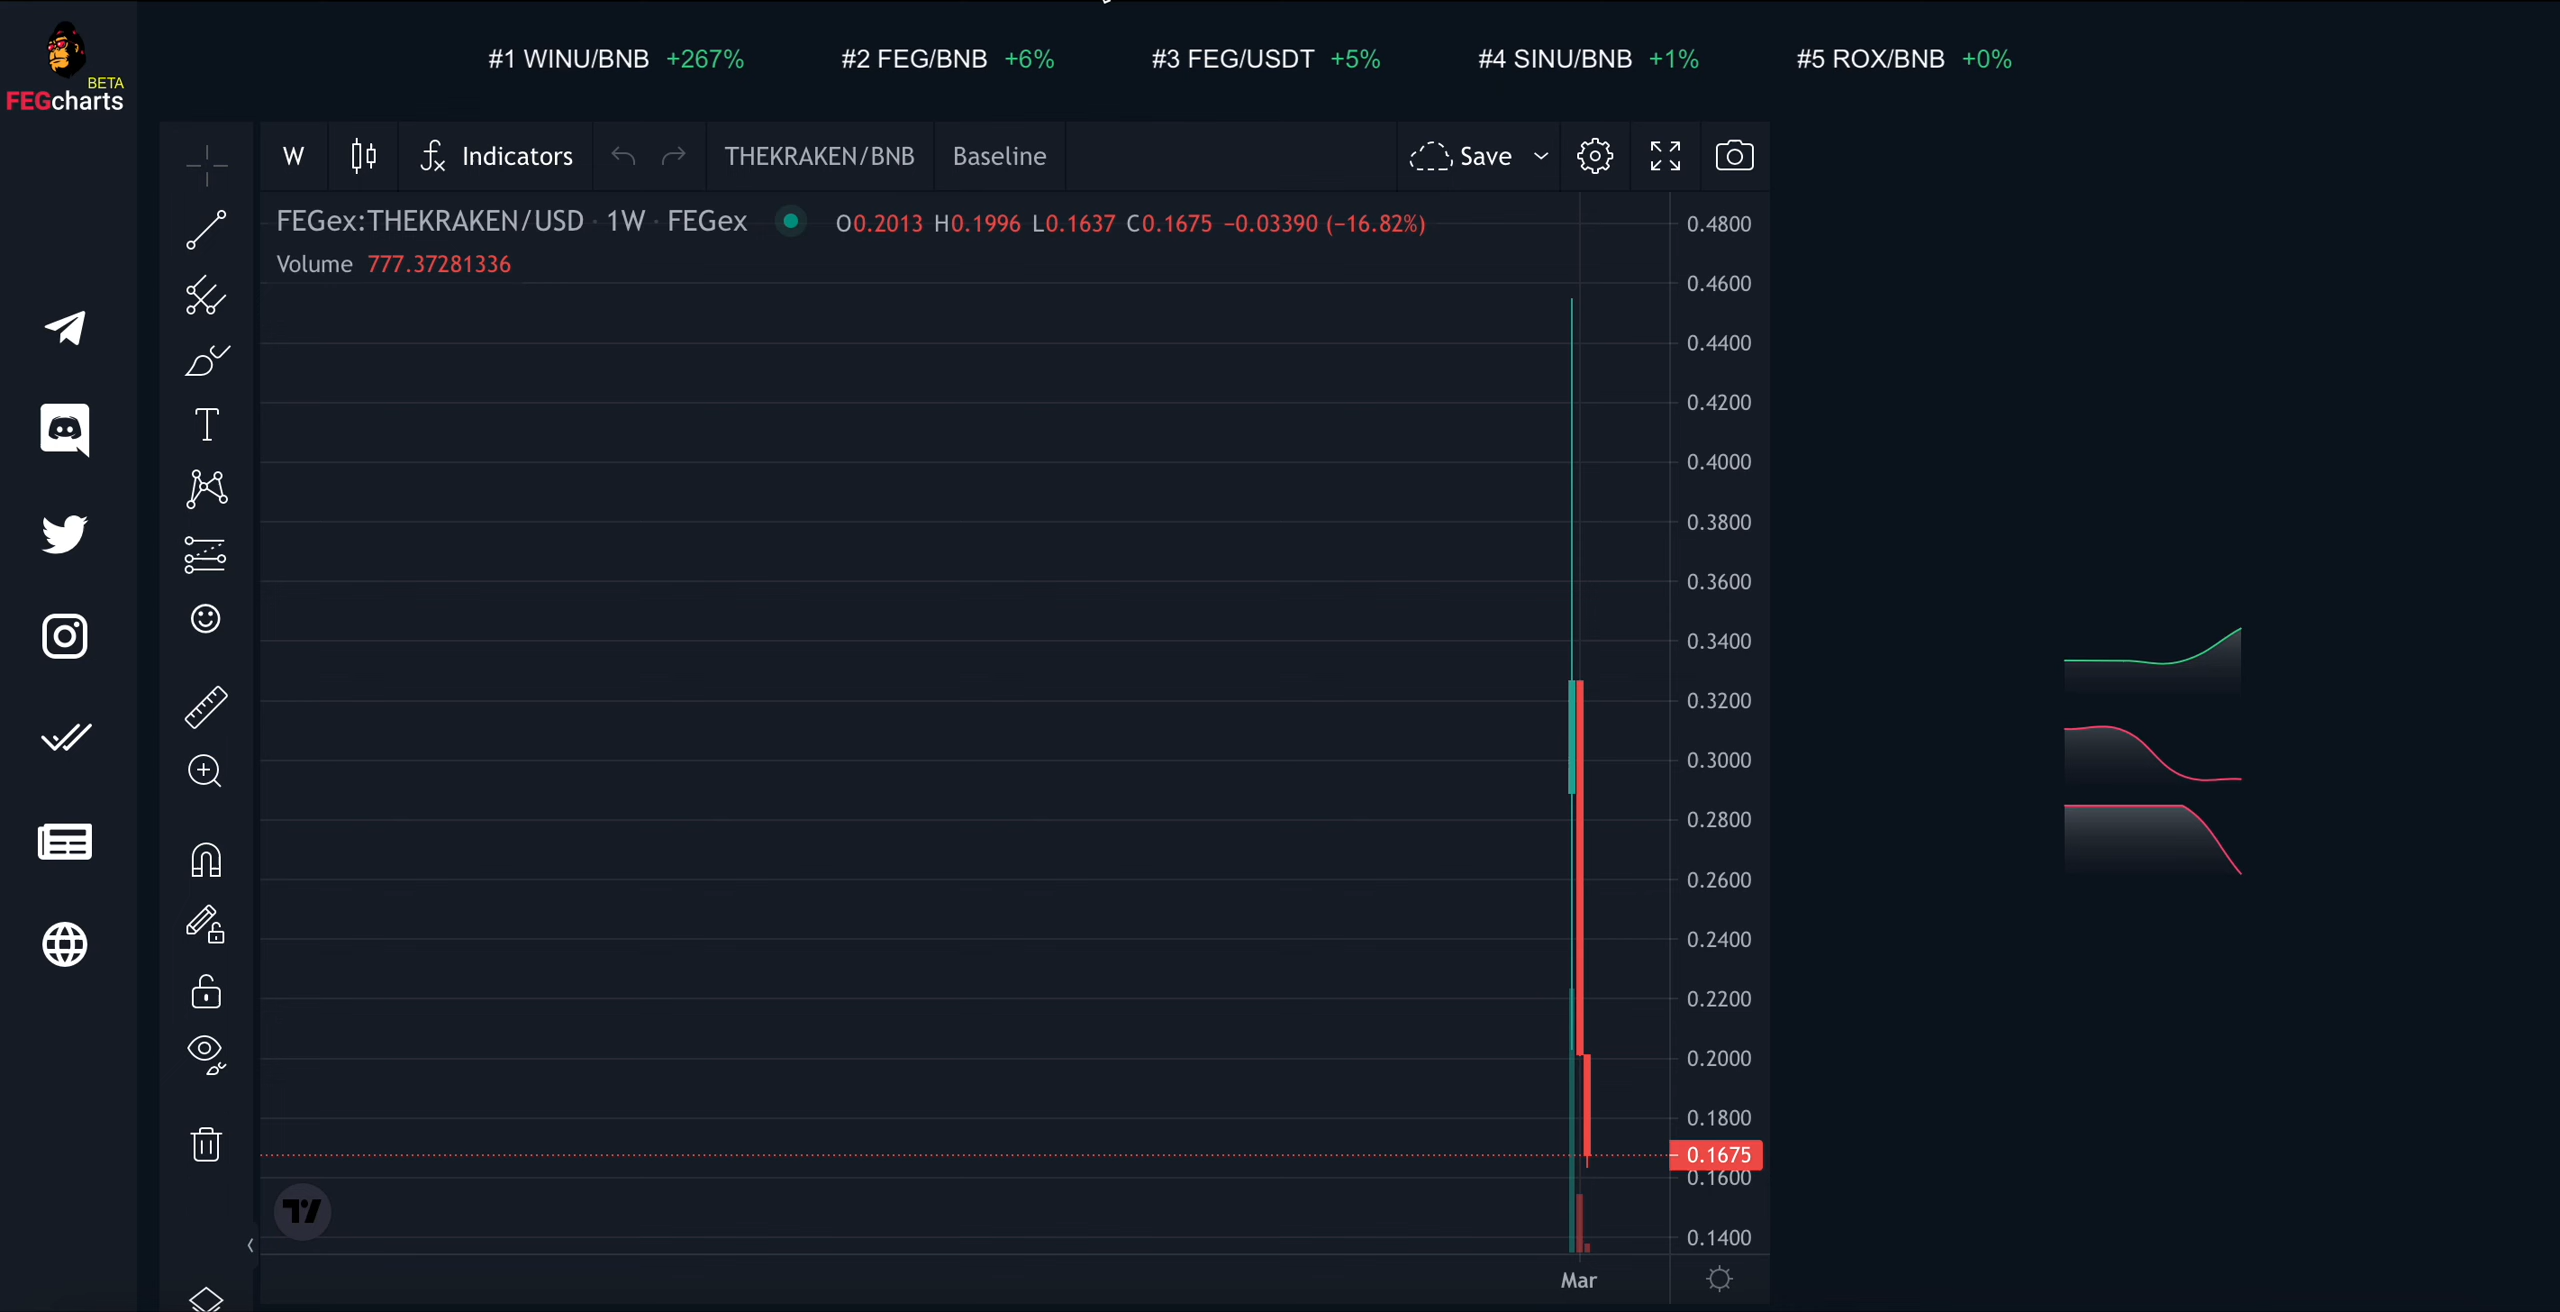 #1 WINU/BNB +267% #2 FEG/BNB +6% #3 FEG/USDT +5% #4 SINU/BNB +1% #5 ROX/BNB +0%
BETA
FEGcharts
W Indicators THEKRAKEN/BNB Baseline Save
FEGex:THEKRAKEN/USD · 1W · FEGex O0.2013 H0.1996 L0.1637 C0.1675 −0.03390 (−16.82%)
Volume 777.37281336
0.4800
0.4600
0.4400
0.4200
0.4000
0.3800
0.3600
0.3400
0.3200
0.3000
0.2800
0.2600
0.2400
0.2200
0.2000
0.1800
0.1675
0.1600
0.1400
Mar